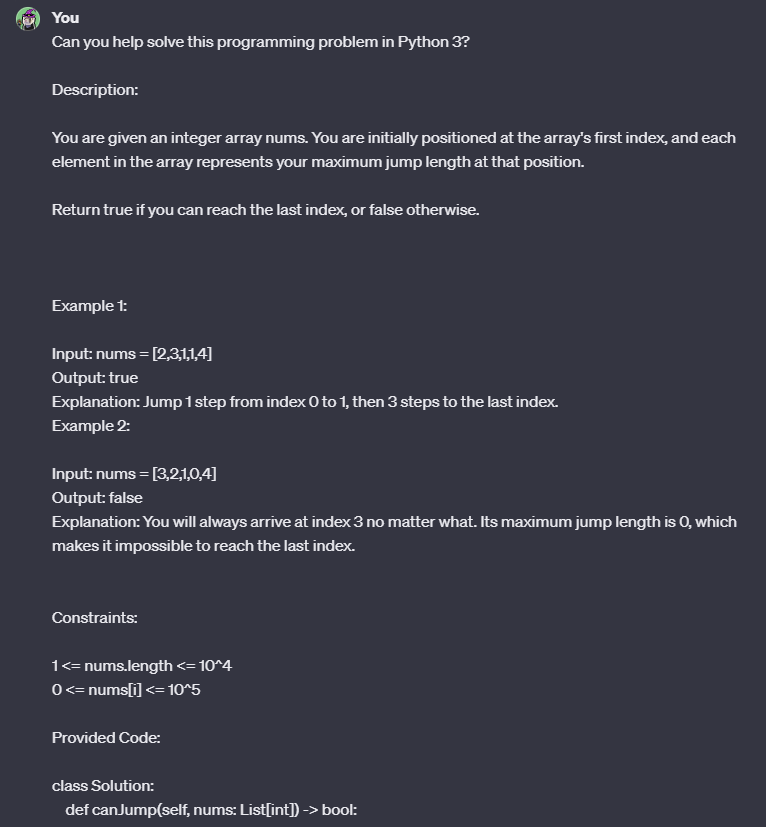 You
Can you help solve this programming problem in Python 3?
Description:
You are given an integer array nums. You are initially positioned at the array's first index, and each
element in the array represents your maximum jump length at that position.
Return true if you can reach the last index, or false otherwise.
Example 1:
Input: nums = [2,3,1,1,4]
Output: true
Explanation: Jump 1 step from index 0 to 1, then 3 steps to the last index.
Example 2:
Input: nums = [3,2,1,0,4]
Output: false
Explanation: You will always arrive at index 3 no matter what. Its maximum jump length is 0, which
makes it impossible to reach the last index.
Constraints:
1 <= nums.length <= 10^4
0 <= nums[i] <= 10^5
Provided Code:
class Solution:
    def canJump(self, nums: List[int]) -> bool: